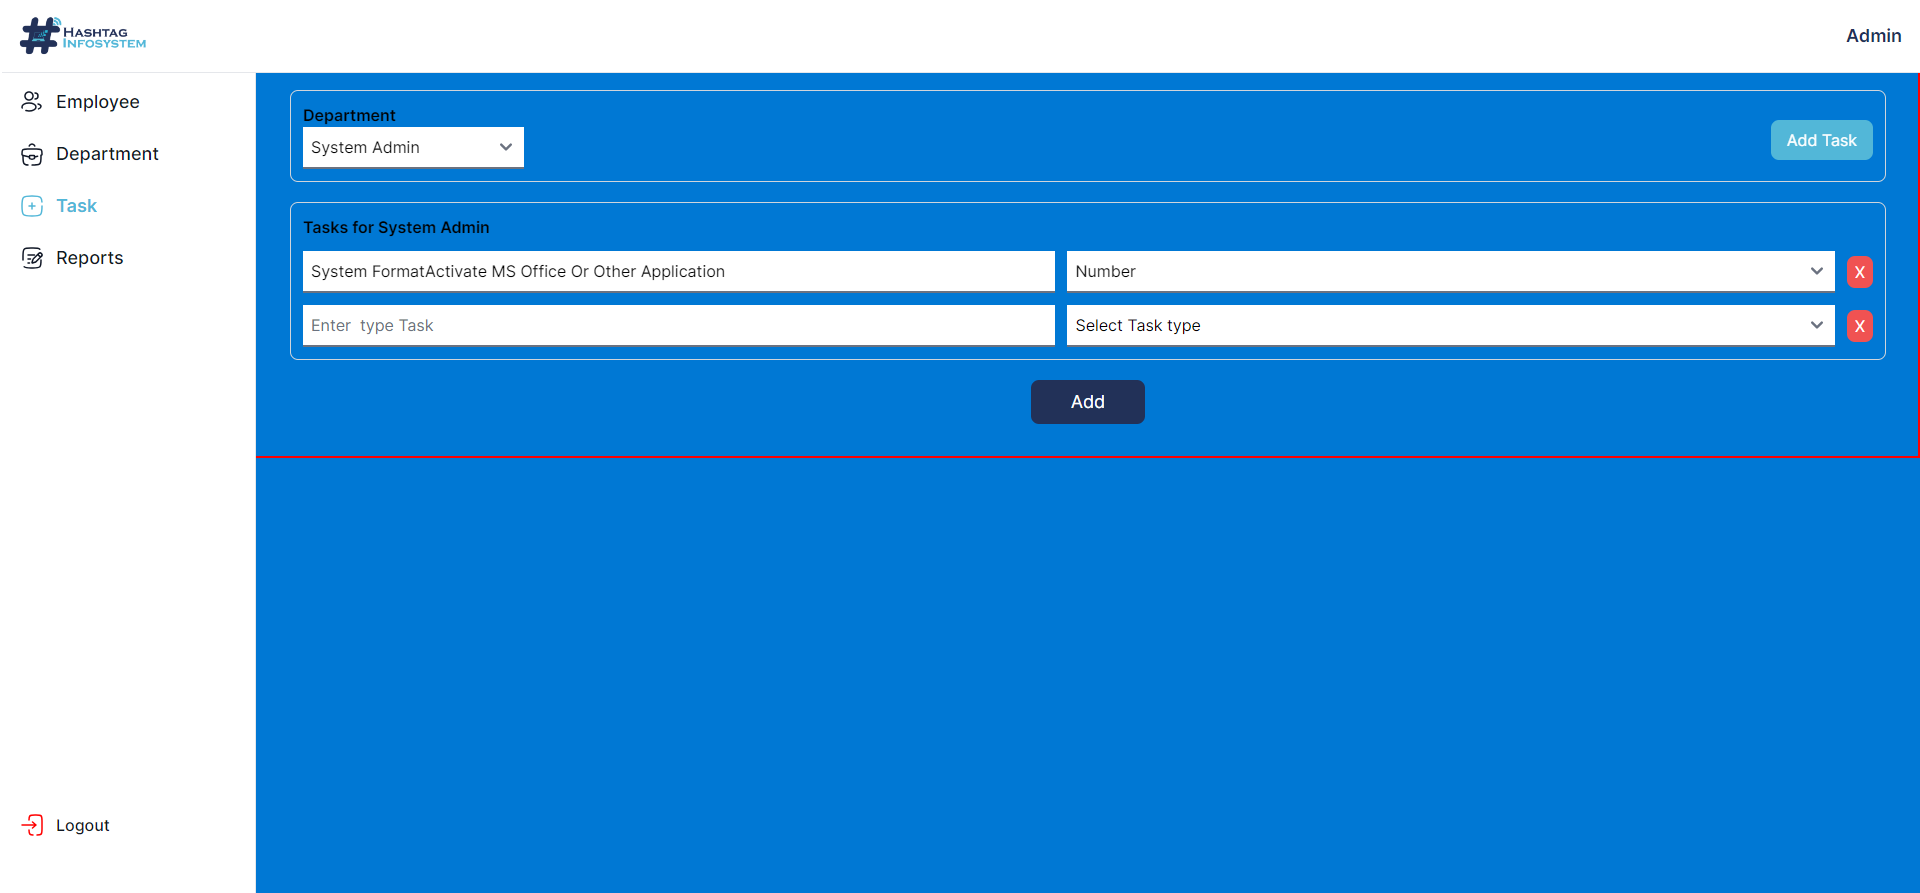 HASHTAG
INFOSYSTEM
Admin
Employee
Department
Task
Reports
Logout
Department
System Admin
Add Task
Tasks for System Admin
System FormatActivate MS Office Or Other Application
Number
X
Enter  type Task
Select Task type
X
Add